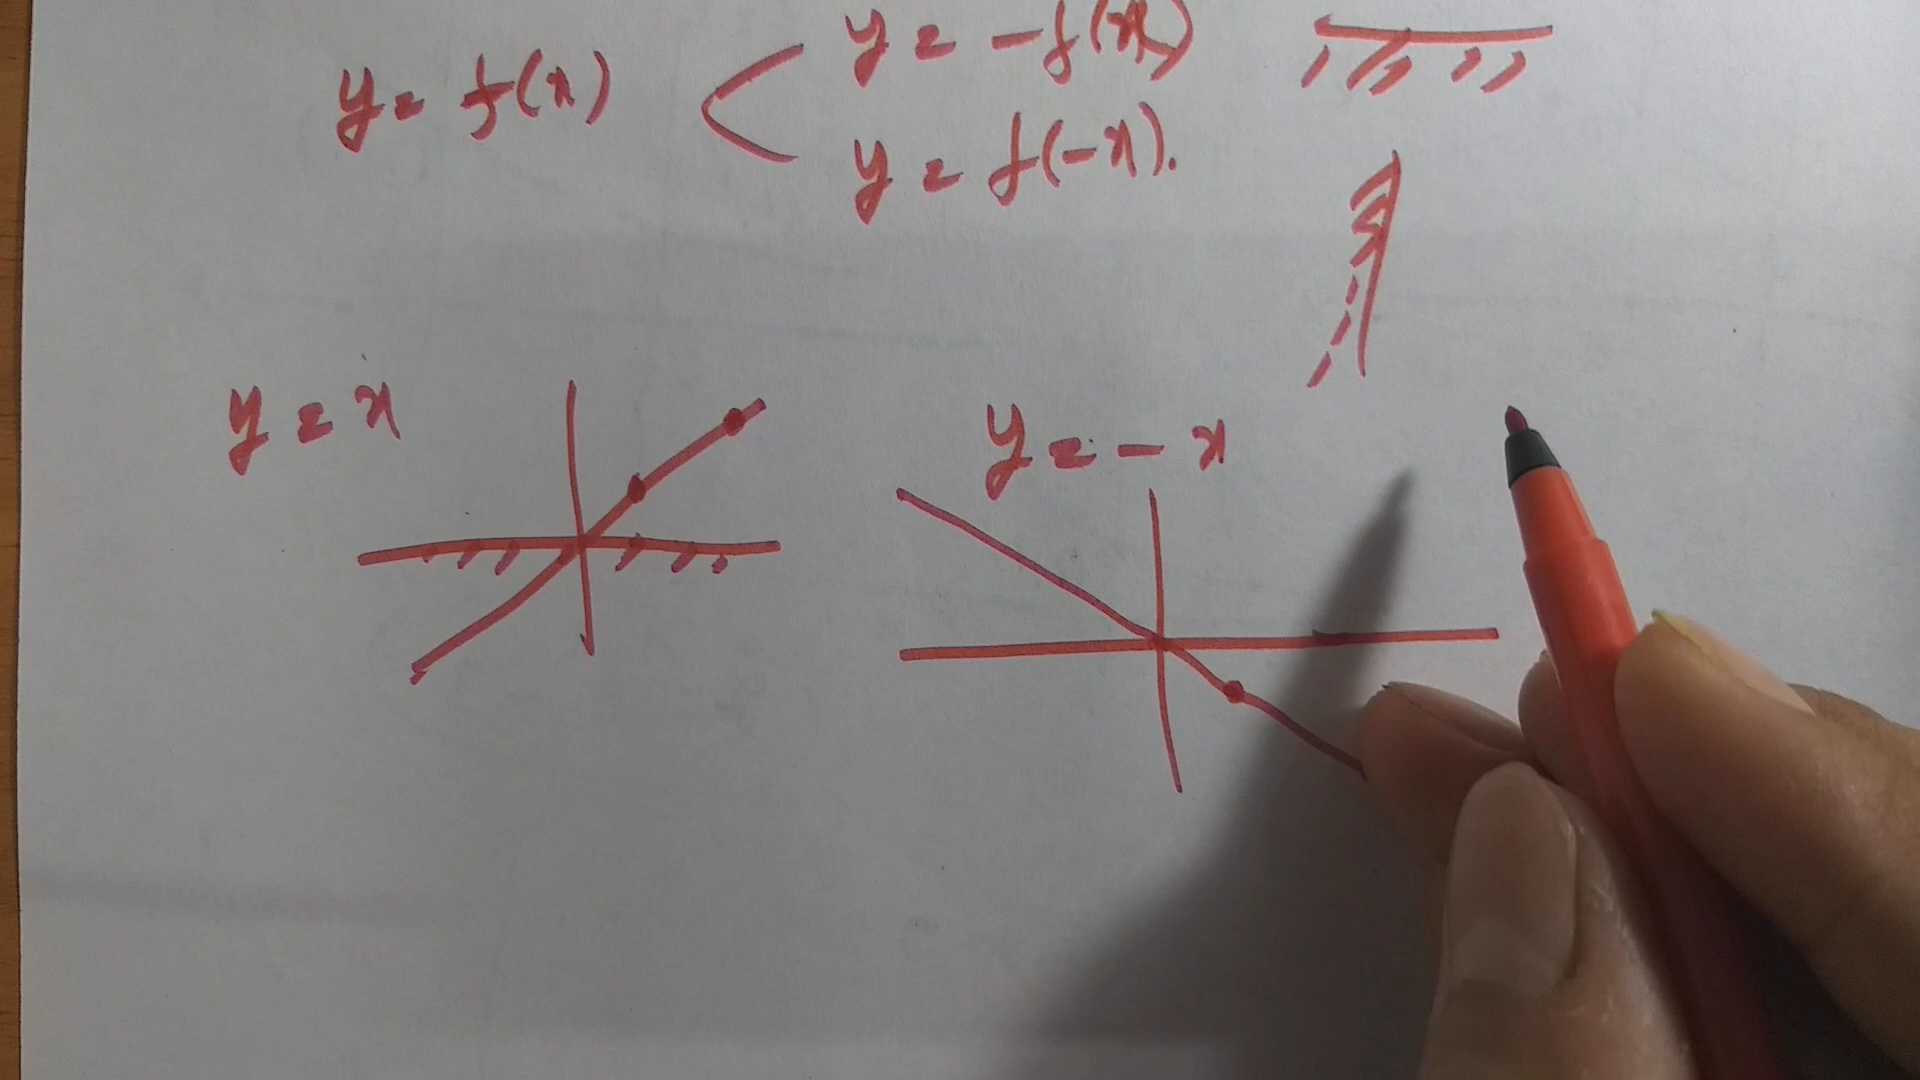 y = f(x)
y = -f(x)
y = f(-x).
y = x
y = -x